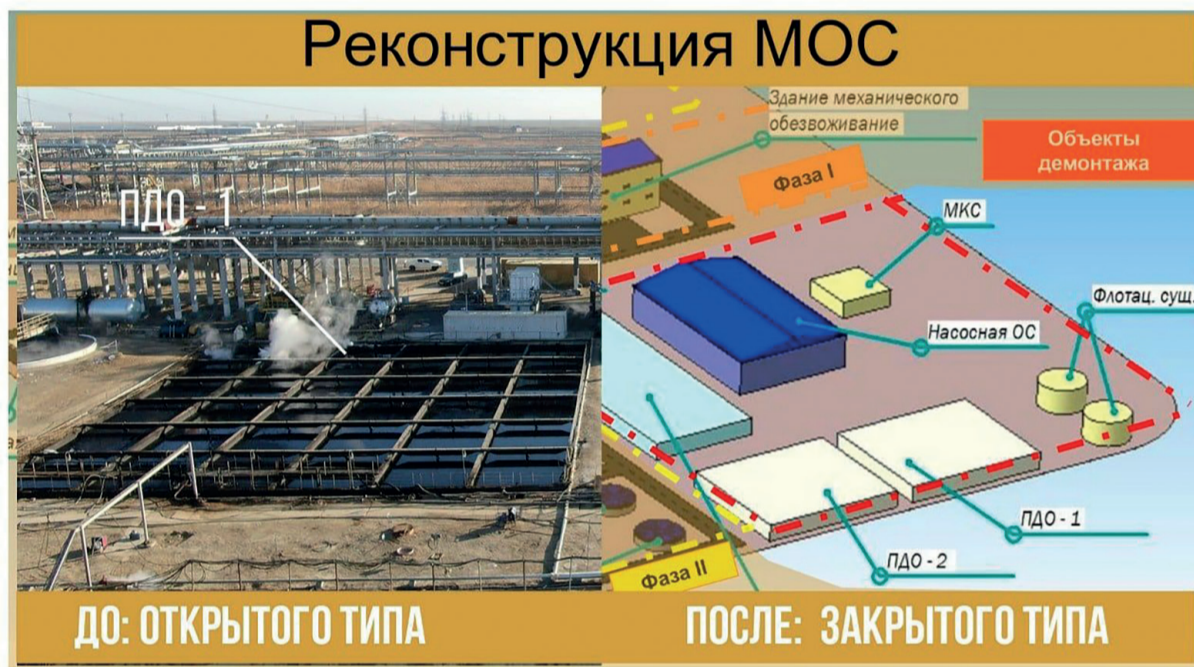 Реконструкция МОС
ПДО - 1
Здание механического
обезвоживание
Объекты
демонтажа
Фаза I
МКС
Флотац. сущ.
Насосная ОС
ПДО - 1
ПДО - 2
Фаза II
ДО: ОТКРЫТОГО ТИПА
ПОСЛЕ: ЗАКРЫТОГО ТИПА